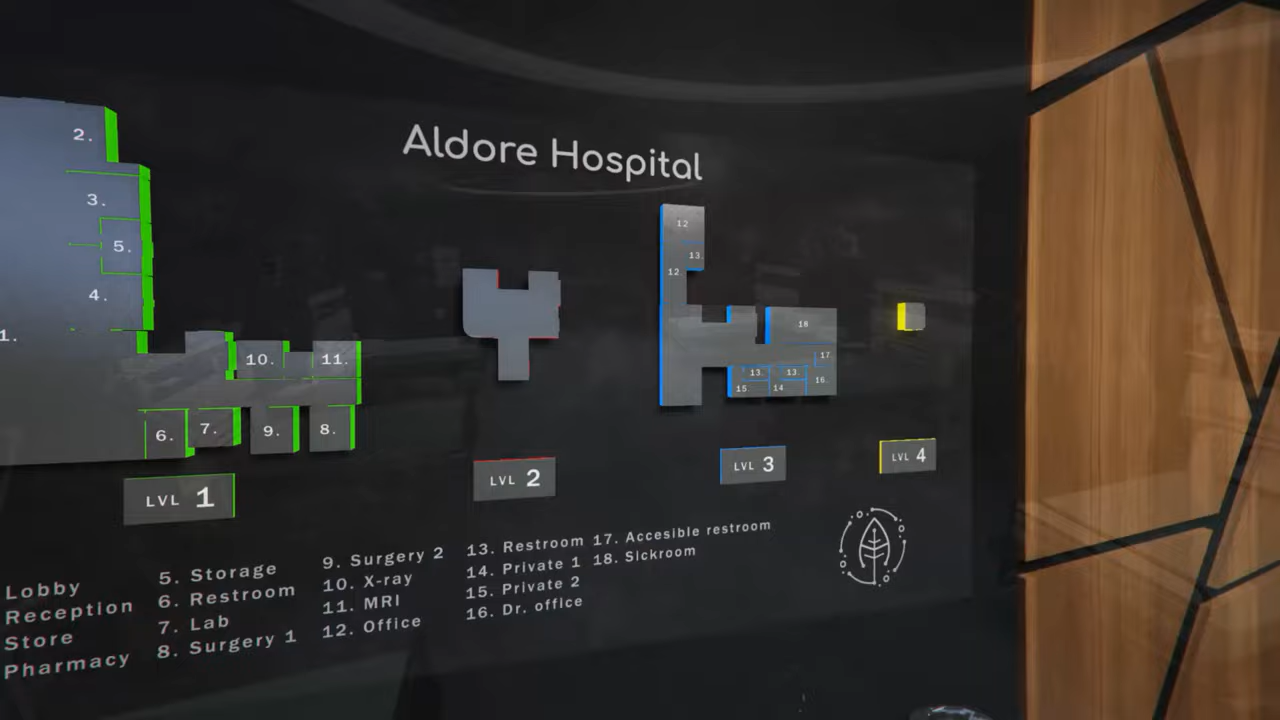 Aldore Hospital
2.
3.
5.
4.
1.
10.
11.
6.
7.
9.
8.
12
13.
12.
18
17
13.
13.
16.
15
14
LVL 1
LVL 2
LVL 3
LVL 4
Lobby
Reception
Store
Pharmacy
5. Storage
6. Restroom
7. Lab
8. Surgery 1
9. Surgery 2
10. X-ray
11. MRI
12. Office
13. Restroom
14. Private 1
15. Private 2
16. Dr. office
17. Accesible restroom
18. Sickroom